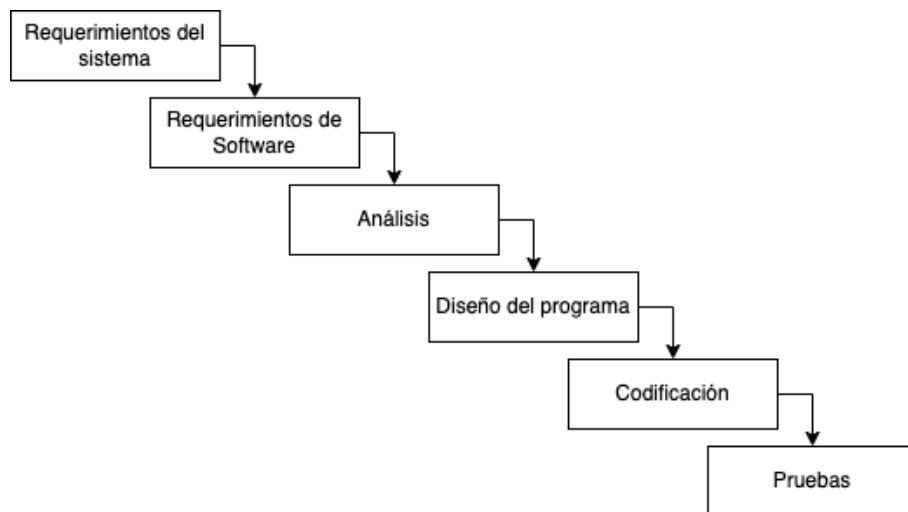 Requerimientos del
sistema
Requerimientos de
Software
Análisis
Diseño del programa
Codificación
Pruebas